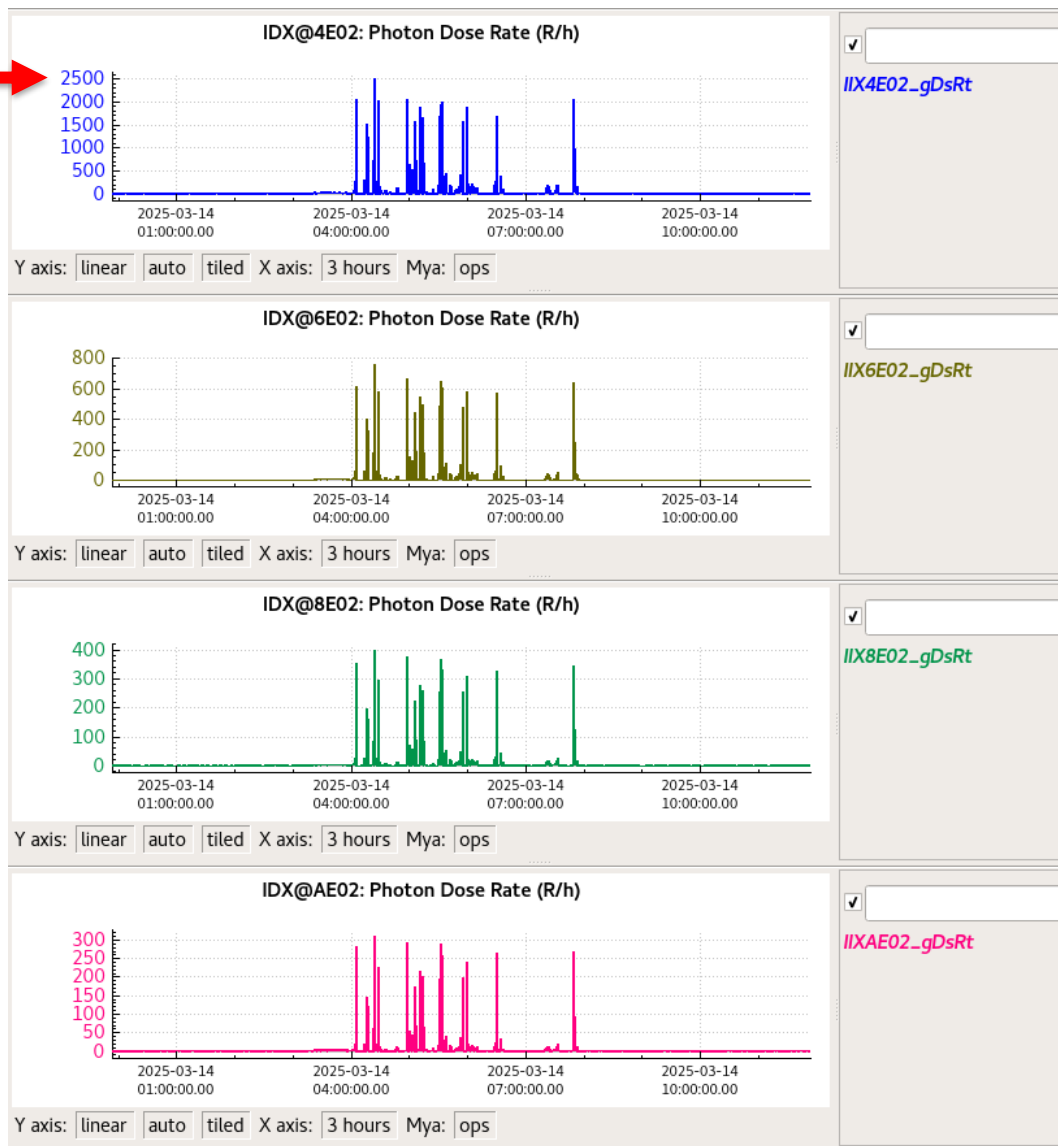 IDX@4E02: Photon Dose Rate (R/h)
2500
2000
1500
1000
500
0
2025-03-14 2025-03-14 2025-03-14 2025-03-14
01:00:00.00 04:00:00.00 07:00:00.00 10:00:00.00
Y axis: linear auto tiled X axis: 3 hours Mya: ops
IIX4E02_gDsRt
IDX@6E02: Photon Dose Rate (R/h)
800
600
400
200
0
2025-03-14 2025-03-14 2025-03-14 2025-03-14
01:00:00.00 04:00:00.00 07:00:00.00 10:00:00.00
Y axis: linear auto tiled X axis: 3 hours Mya: ops
IIX6E02_gDsRt
IDX@8E02: Photon Dose Rate (R/h)
400
300
200
100
0
2025-03-14 2025-03-14 2025-03-14 2025-03-14
01:00:00.00 04:00:00.00 07:00:00.00 10:00:00.00
Y axis: linear auto tiled X axis: 3 hours Mya: ops
IIX8E02_gDsRt
IDX@AE02: Photon Dose Rate (R/h)
300
250
200
150
100
50
0
2025-03-14 2025-03-14 2025-03-14 2025-03-14
01:00:00.00 04:00:00.00 07:00:00.00 10:00:00.00
Y axis: linear auto tiled X axis: 3 hours Mya: ops
IIXAE02_gDsRt